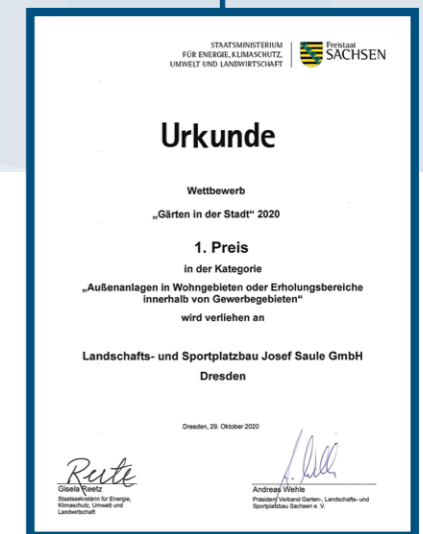 STAATSMINISTERIUM
FÜR ENERGIE, KLIMASCHUTZ,
UMWELT UND LANDWIRTSCHAFT
Freistaat
SACHSEN
Urkunde
Wettbewerb
„Gärten in der Stadt“ 2020
1. Preis
in der Kategorie
„Außenanlagen in Wohngebieten oder Erholungsbereiche
innerhalb von Gewerbegebieten“
wird verliehen an
Landschafts- und Sportplatzbau Josef Saule GmbH
Dresden
Dresden, 29. Oktober 2020
Gisela Reetz
Staatssekretärin für Energie,
Klimaschutz, Umwelt und
Landwirtschaft
Andreas Wehle
Präsident Verband Garten-, Landschafts- und
Sportplatzbau Sachsen e. V.